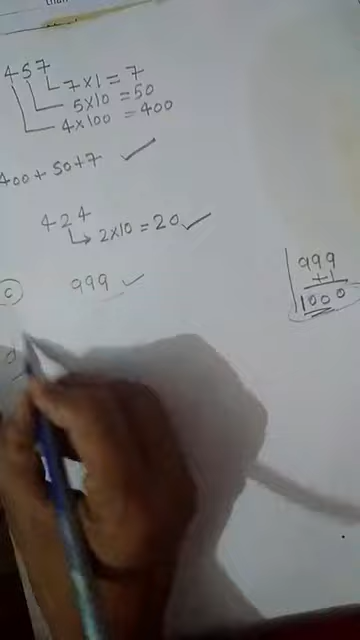 457
7×1 = 7
5×10 = 50
4×100 = 400
400 + 50 + 7
424
2×10 = 20
c 999
999
+1
1000
d